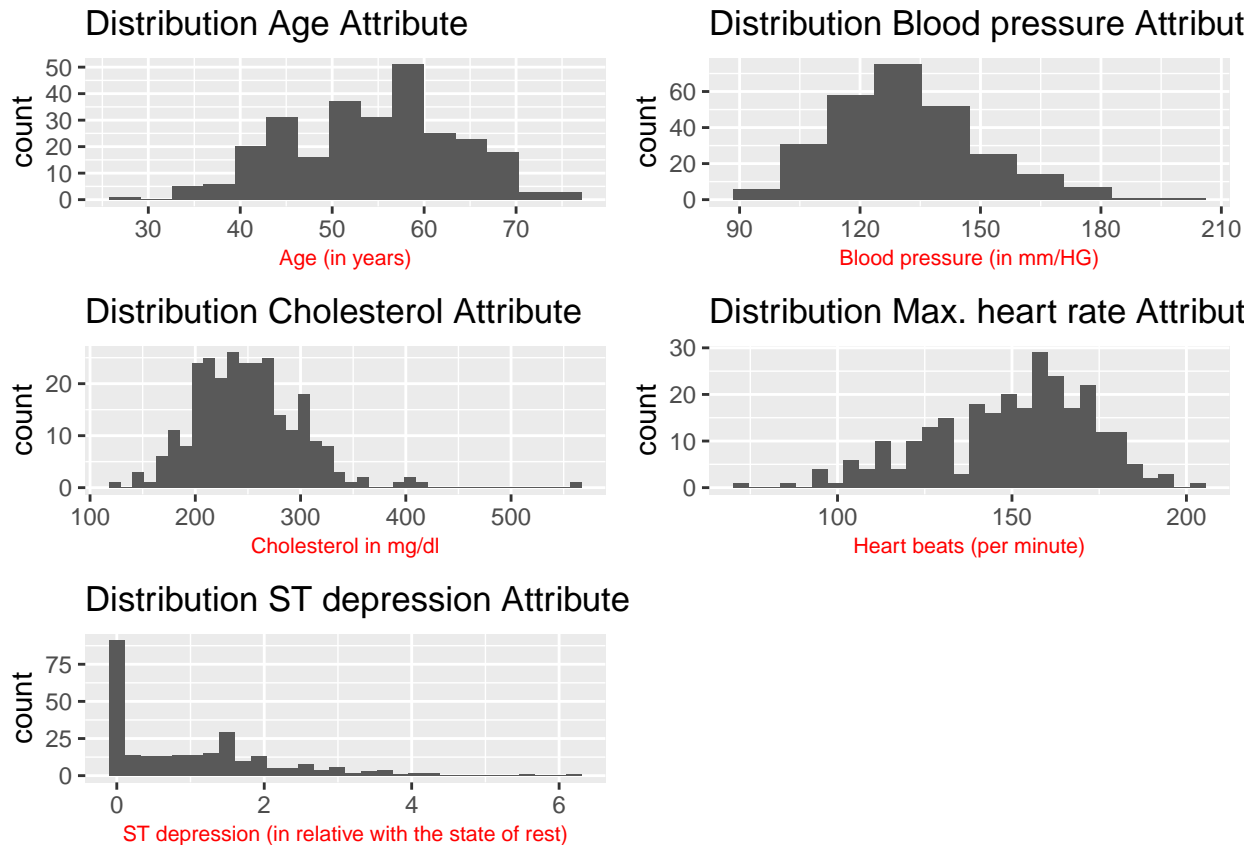 Distribution Age Attribute
count
50
40
30
20
10
0
30 40 50 60 70
Age (in years)
Distribution Blood pressure Attribut
count
60
40
20
0
90 120 150 180 210
Blood pressure (in mm/HG)
Distribution Cholesterol Attribute
count
20
10
0
100 200 300 400 500
Cholesterol in mg/dl
Distribution Max. heart rate Attribut
count
30
20
10
0
100 150 200
Heart beats (per minute)
Distribution ST depression Attribute
count
75
50
25
0
0 2 4 6
ST depression (in relative with the state of rest)